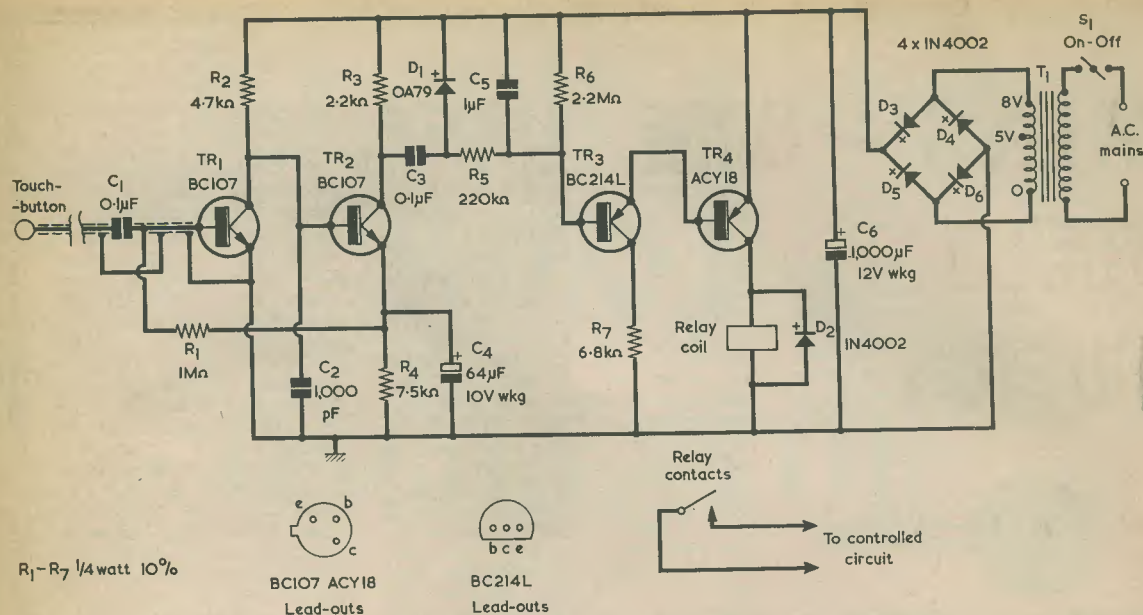 R2
4.7kΩ
R3
2.2kΩ
D1
OA79
+
C5
1μF
R6
2.2MΩ
4 x IN4002
S1
On-Off
T1
D3
+
D4
+
8V
5V
O
D5
+
D6
+
A.C.
mains
Touch-
-button
C1
0·1μF
TR1
BC107
TR2
BC107
C3
0·1μF
R5
220kΩ
TR3
BC214L
TR4
ACY18
+
C6
1,000μF
12V wkg
R1
1MΩ
C2
1,000
pF
R4
7.5kΩ
+
C4
64μF
10V wkg
R7
6.8kΩ
Relay
coil
+
D2
IN4002
Relay
contacts
To controlled
circuit
R1–R7 1/4 watt 10%
e
b
c
BC107 ACY18
Lead-outs
b c e
BC214L
Lead-outs